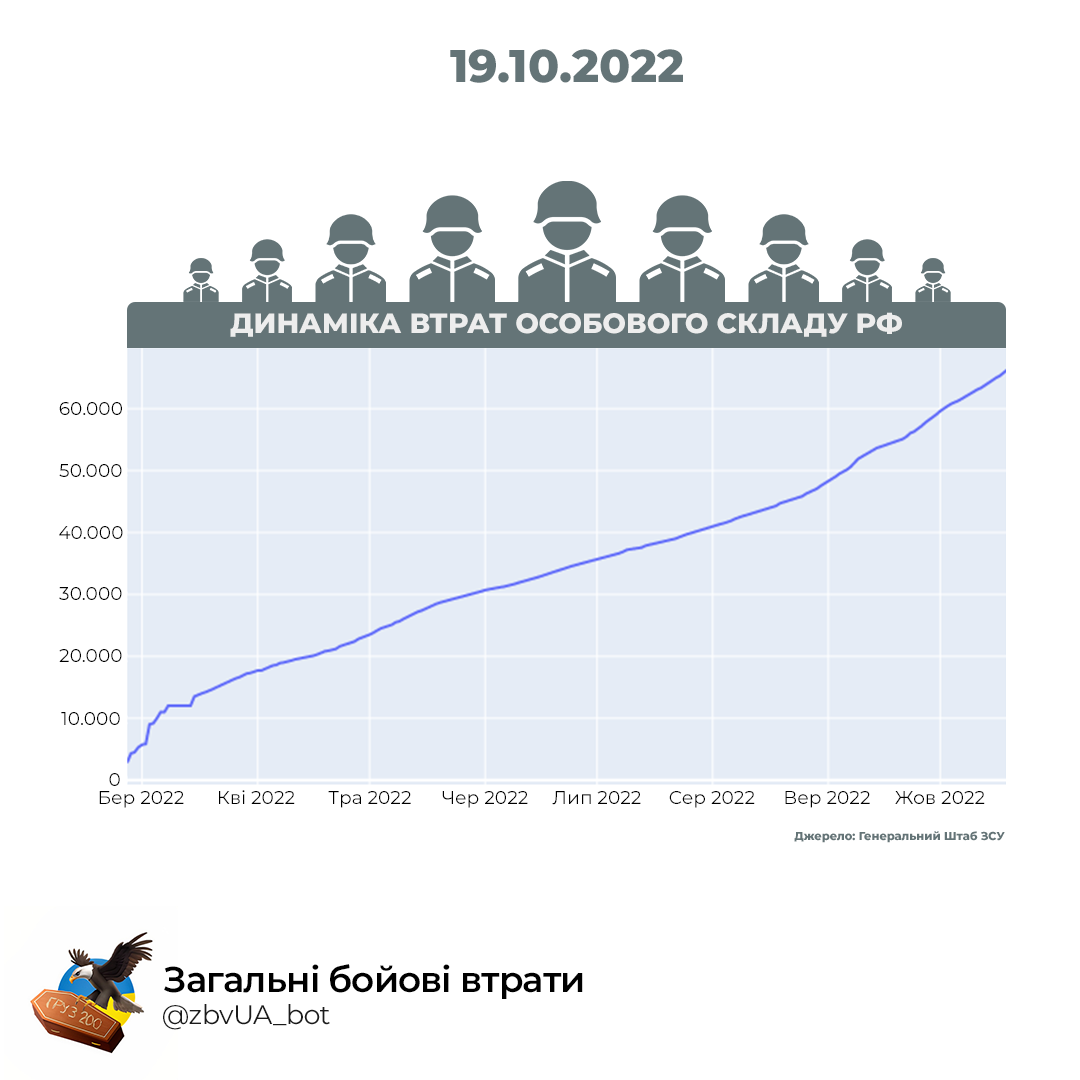 19.10.2022
ДИНАМІКА ВТРАТ ОСОБОВОГО СКЛАДУ РФ
60.000
50.000
40.000
30.000
20.000
10.000
0
Бер 2022 Кві 2022 Тра 2022 Чер 2022 Лип 2022 Сер 2022 Вер 2022 Жов 2022
Джерело: Генеральний Штаб ЗСУ
ГРУЗ 200
Загальні бойові втрати
@zbvUA_bot